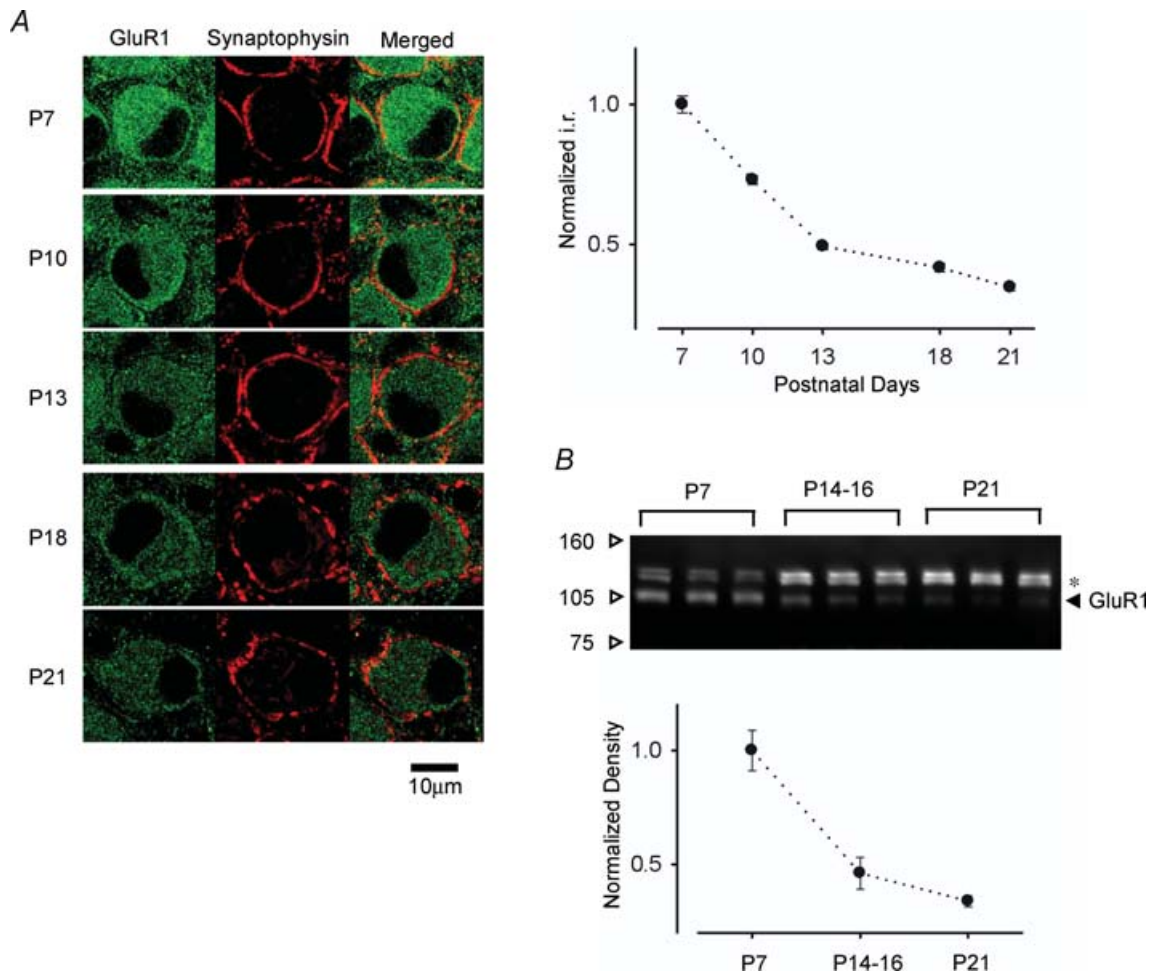 A
GluR1 Synaptophysin Merged
P7
P10
P13
P18
P21
10μm
Normalized i.r.
1.0
0.5
7 10 13 18 21
Postnatal Days
B
P7 P14-16 P21
160
105
75
*
GluR1
Normalized Density
1.0
0.5
P7 P14-16 P21